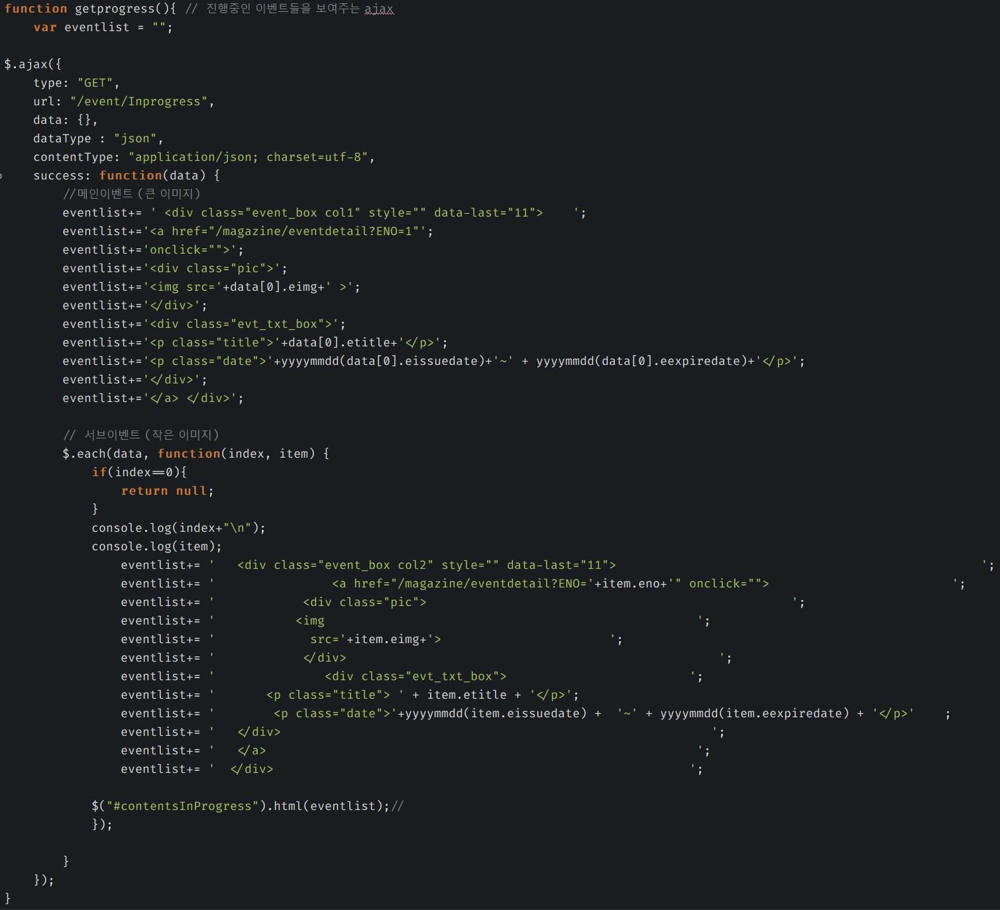 function getprogress(){ // 진행중인 이벤트들을 보여주는 ajax
    var eventlist = "";

$.ajax({
    type: "GET",
    url: "/event/Inprogress",
    data: {},
    dataType : "json",
    contentType: "application/json; charset=utf-8",
    success: function(data) {
        //메인이벤트 (큰 이미지)
        eventlist+= ' <div class="event_box col1" style="" data-last="11">    ';
        eventlist+='<a href="/magazine/eventdetail?ENO=1"';
        eventlist+='onclick="">';
        eventlist+='<div class="pic">';
        eventlist+='<img src='+data[0].eimg+' >';
        eventlist+='</div>';
        eventlist+='<div class="evt_txt_box">';
        eventlist+='<p class="title">'+data[0].etitle+'</p>';
        eventlist+='<p class="date">'+yyyymmdd(data[0].eissuedate)+'~' + yyyymmdd(data[0].eexpiredate)+'</p>';
        eventlist+='</div>';
        eventlist+='</a> </div>';

        // 서브이벤트 (작은 이미지)
        $.each(data, function(index, item) {
            if(index==0){
                return null;
            }
            console.log(index+"\n");
            console.log(item);
                eventlist+= '   <div class="event_box col2" style="" data-last="11">                                                  ';
                eventlist+= '                <a href="/magazine/eventdetail?ENO='+item.eno+'" onclick="">                         ';
                eventlist+= '            <div class="pic">                                                  ';
                eventlist+= '           <img                                                   ';
                eventlist+= '             src='+item.eimg+'>                       ';
                eventlist+= '            </div>                                                   ';
                eventlist+= '               <div class="evt_txt_box">                         ';
                eventlist+= '       <p class="title"> ' + item.etitle + '</p>';
                eventlist+= '        <p class="date">'+yyyymmdd(item.eissuedate) +  '~' + yyyymmdd(item.eexpiredate) + '</p>'    ;
                eventlist+= '   </div>                                                           ';
                eventlist+= '   </a>                                                           ';
                eventlist+= '  </div>                                                         ';

            $("#contentsInProgress").html(eventlist);//
            });

        }
    });
}